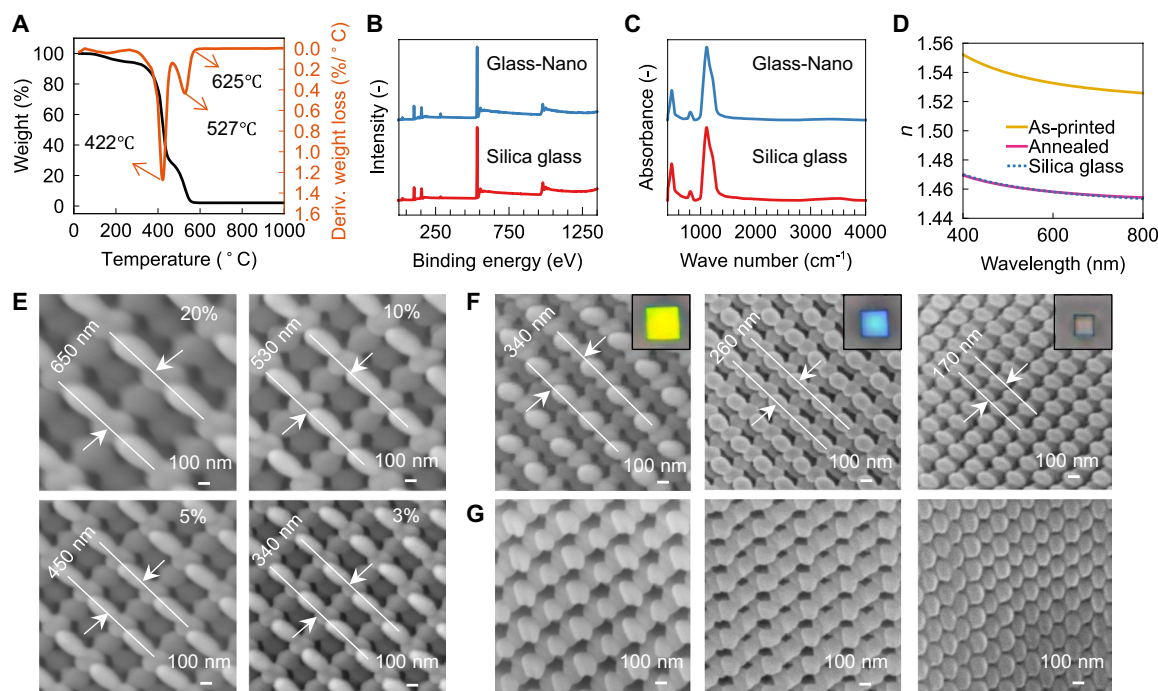 A
100
80
60
40
20
0
Weight (%)
0
200
400
600
800
1000
Temperature (°C)
0.0
0.2
0.4
0.6
0.8
1.0
1.2
1.4
1.6
Deriv. weight loss (%/°C)
625℃
527℃
422℃
B
Glass-Nano
Silica glass
Intensity (-)
250
750
1250
Binding energy (eV)
C
Glass-Nano
Silica glass
Absorbance (-)
1000
2000
3000
4000
Wave number (cm⁻¹)
D
1.56
1.54
1.52
1.50
1.48
1.46
1.44
n
As-printed
Annealed
Silica glass
400
600
800
Wavelength (nm)
E
20%
650 nm
100 nm
10%
530 nm
100 nm
5%
450 nm
100 nm
3%
340 nm
100 nm
F
340 nm
100 nm
260 nm
100 nm
170 nm
100 nm
G
100 nm
100 nm
100 nm